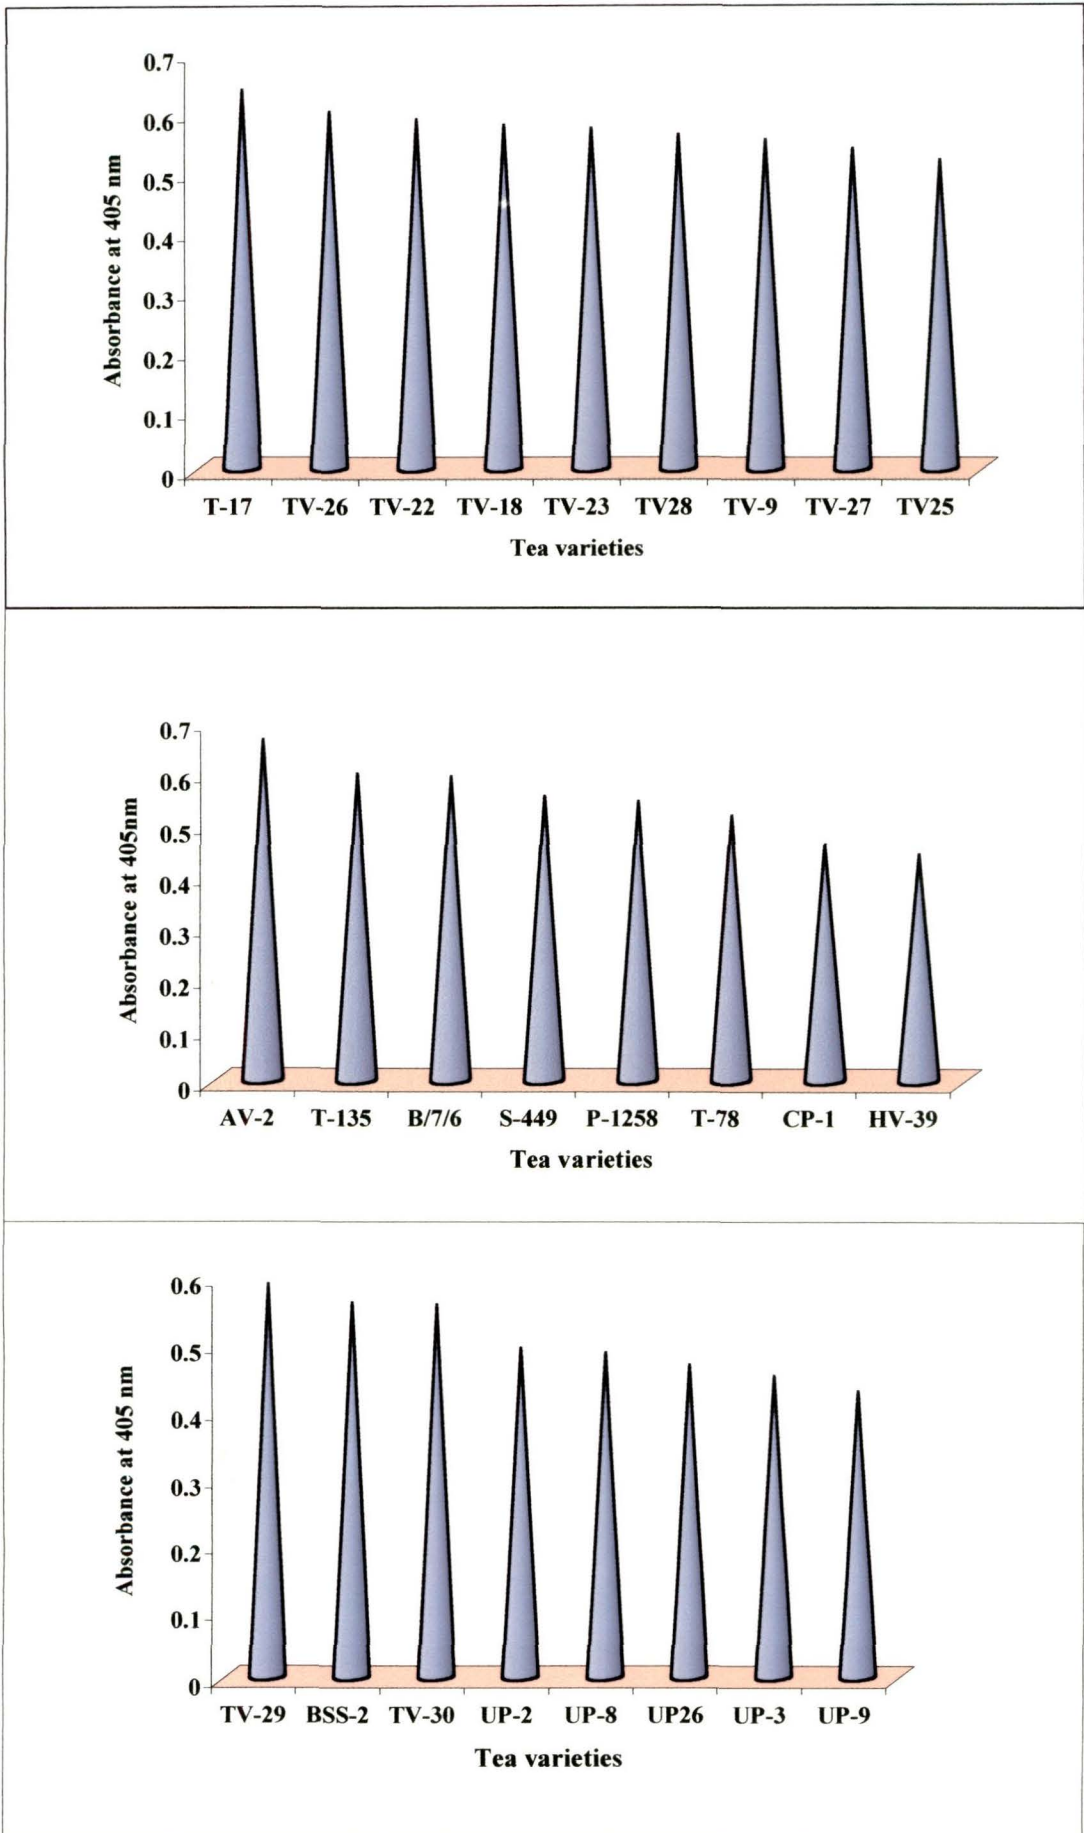 0.7
0.6
0.5
0.4
0.3
0.2
0.1
0
Absorbance at 405 nm
T-17 TV-26 TV-22 TV-18 TV-23 TV28 TV-9 TV-27 TV25
Tea varieties
0.7
0.6
0.5
0.4
0.3
0.2
0.1
0
Absorbance at 405nm
AV-2 T-135 B/7/6 S-449 P-1258 T-78 CP-1 HV-39
Tea varieties
0.6
0.5
0.4
0.3
0.2
0.1
0
Absorbance at 405 nm
TV-29 BSS-2 TV-30 UP-2 UP-8 UP26 UP-3 UP-9
Tea varieties